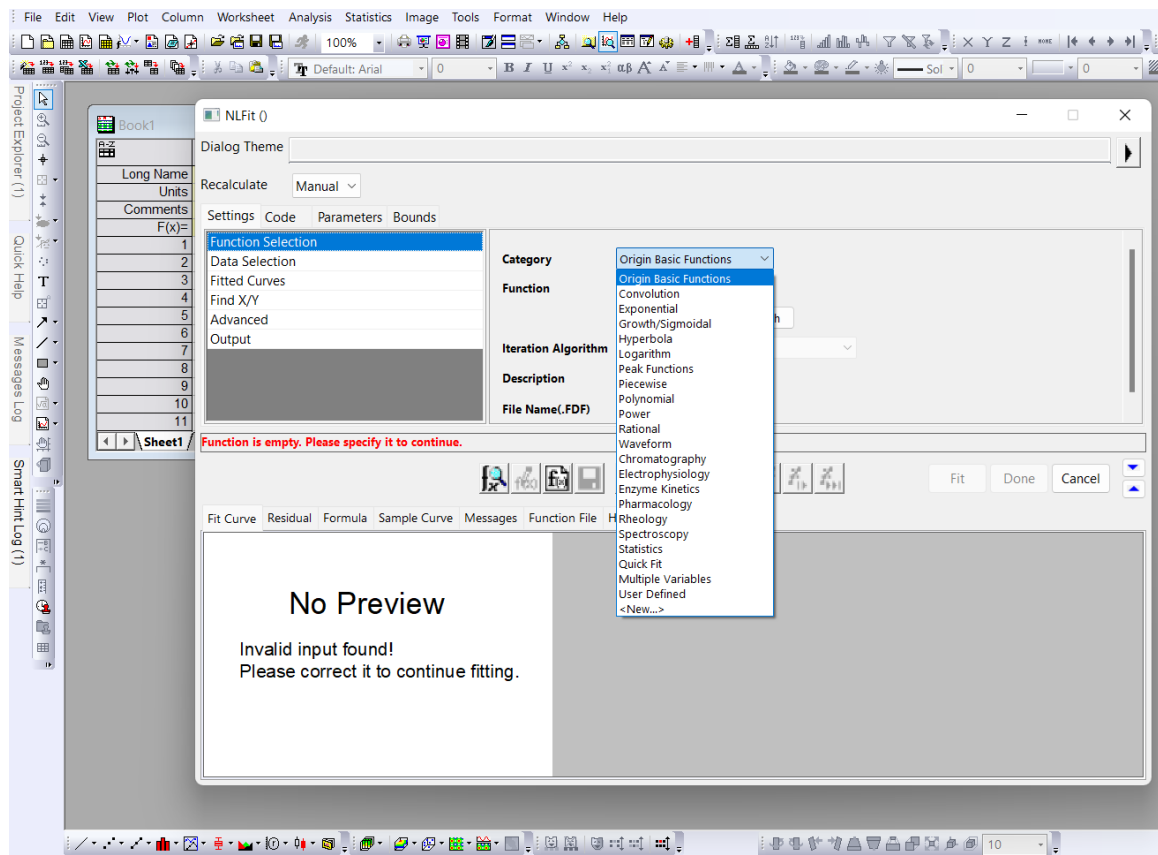 File Edit View Plot Column Worksheet Analysis Statistics Image Tools Format Window Help
100%
X Y Z
Default: Arial 0 B I U αβ A A Sol 0 0
Project Explorer (1)
Quick Help
Messages Log
Smart Hint Log (1)
Book1
Long Name
Units
Comments
F(x)=
1
2
3
4
5
6
7
8
9
10
11
Sheet1
NLFit ()
Dialog Theme
Recalculate Manual
Settings Code Parameters Bounds
Function Selection
Data Selection
Fitted Curves
Find X/Y
Advanced
Output
Category Origin Basic Functions
Function
Iteration Algorithm
Description
File Name(.FDF)
Origin Basic Functions
Convolution
Exponential
Growth/Sigmoidal
Hyperbola
Logarithm
Peak Functions
Piecewise
Polynomial
Power
Rational
Waveform
Chromatography
Electrophysiology
Enzyme Kinetics
Pharmacology
Rheology
Spectroscopy
Statistics
Quick Fit
Multiple Variables
User Defined
<New...>
Function is empty. Please specify it to continue.
Fit Done Cancel
Fit Curve Residual Formula Sample Curve Messages Function File
No Preview
Invalid input found!
Please correct it to continue fitting.
10